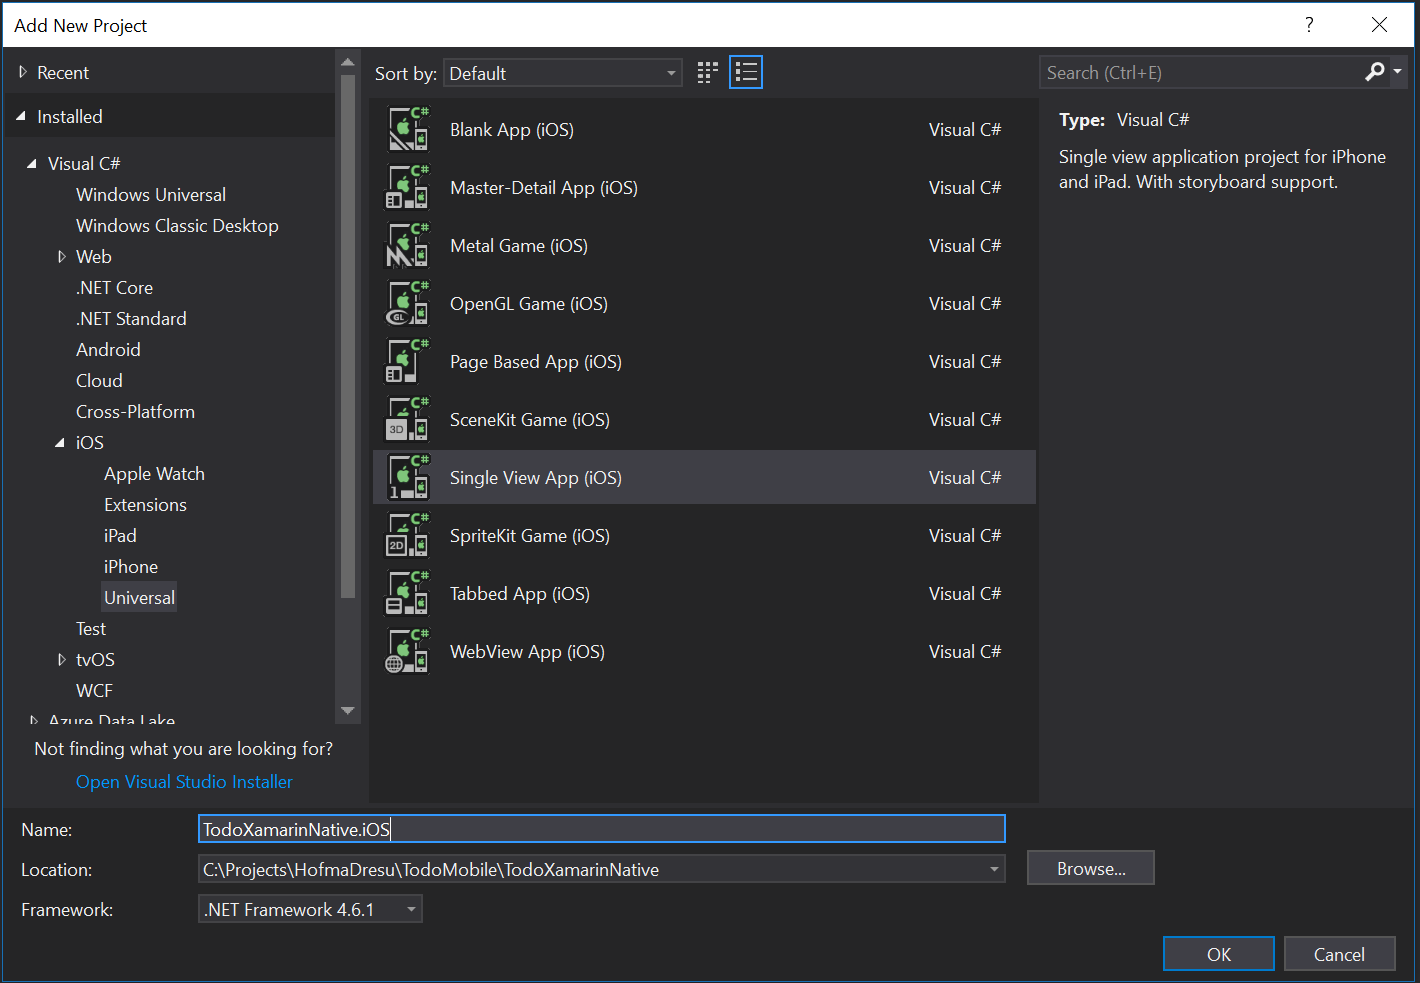 Add New Project
?
Recent
Installed
Visual C#
Windows Universal
Windows Classic Desktop
Web
.NET Core
.NET Standard
Android
Cloud
Cross-Platform
iOS
Apple Watch
Extensions
iPad
iPhone
Universal
Test
tvOS
WCF
Azure Data Lake
Not finding what you are looking for?
Open Visual Studio Installer
Sort by: Default
C# Blank App (iOS) Visual C#
C# Master-Detail App (iOS) Visual C#
C# Metal Game (iOS) Visual C#
C# GL OpenGL Game (iOS) Visual C#
C# Page Based App (iOS) Visual C#
C# 3D SceneKit Game (iOS) Visual C#
C# 1 Single View App (iOS) Visual C#
C# 2D SpriteKit Game (iOS) Visual C#
C# Tabbed App (iOS) Visual C#
C# WebView App (iOS) Visual C#
Search (Ctrl+E)
Type: Visual C#
Single view application project for iPhone
and iPad. With storyboard support.
Name: TodoXamarinNative.iOS
Location: C:\Projects\HofmaDresu\TodoMobile\TodoXamarinNative Browse...
Framework: .NET Framework 4.6.1
OK Cancel